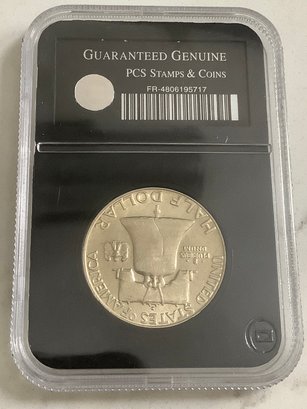 GUARANTEED GENUINE
PCS STAMPS & COINS
FR-4806195717
UNITED STATES OF AMERICA
HALF DOLLAR